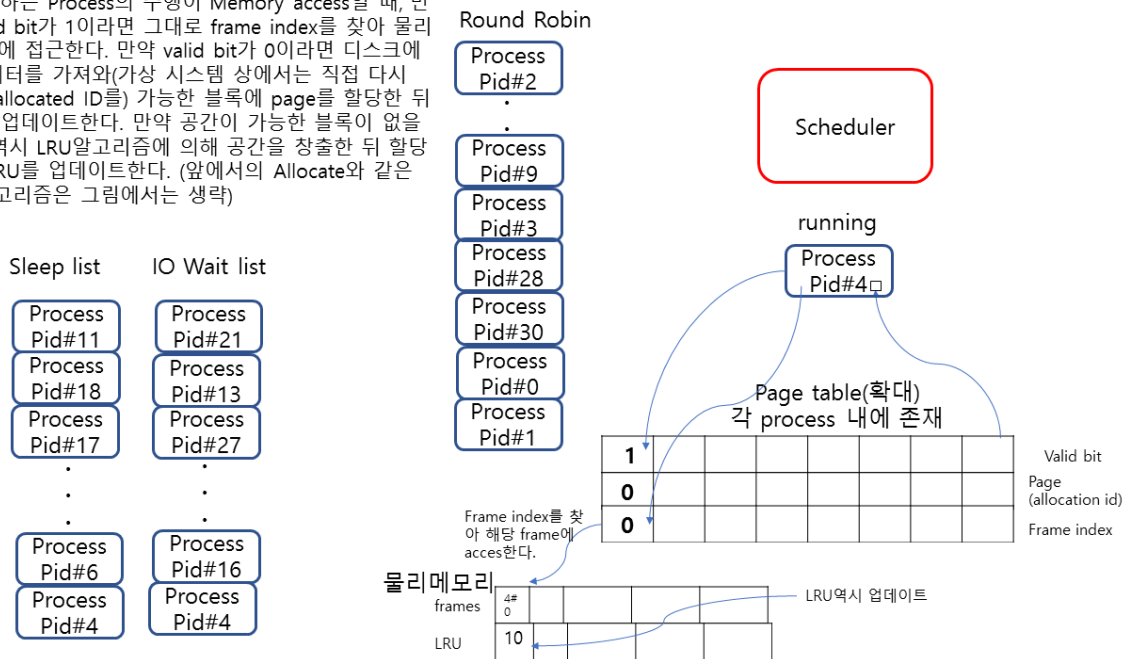 하는 Process의 수행이 Memory access일 때, 만
d bit가 1이라면 그대로 frame index를 찾아 물리
에 접근한다. 만약 valid bit가 0이라면 디스크에
터를 가져와(가상 시스템 상에서는 직접 다시
allocated ID를) 가능한 블록에 page를 할당한 뒤
업데이트한다. 만약 공간이 가능한 블록이 없을
역시 LRU알고리즘에 의해 공간을 창출한 뒤 할당
RU를 업데이트한다. (앞에서의 Allocate와 같은
고리즘은 그림에서는 생략)
Round Robin
Process
Pid#2
Process
Pid#9
Process
Pid#3
Process
Pid#28
Process
Pid#30
Process
Pid#0
Process
Pid#1
Scheduler
running
Process
Pid#4
Sleep list
Process
Pid#11
Process
Pid#18
Process
Pid#17
Process
Pid#6
Process
Pid#4
IO Wait list
Process
Pid#21
Process
Pid#13
Process
Pid#27
Process
Pid#16
Process
Pid#4
Page table(확대)
각 process 내에 존재
1
Valid bit
0
Page
(allocation id)
0
Frame index
Frame index를 찾
아 해당 frame에
acces한다.
물리메모리
frames
4#
0
LRU
10
LRU역시 업데이트